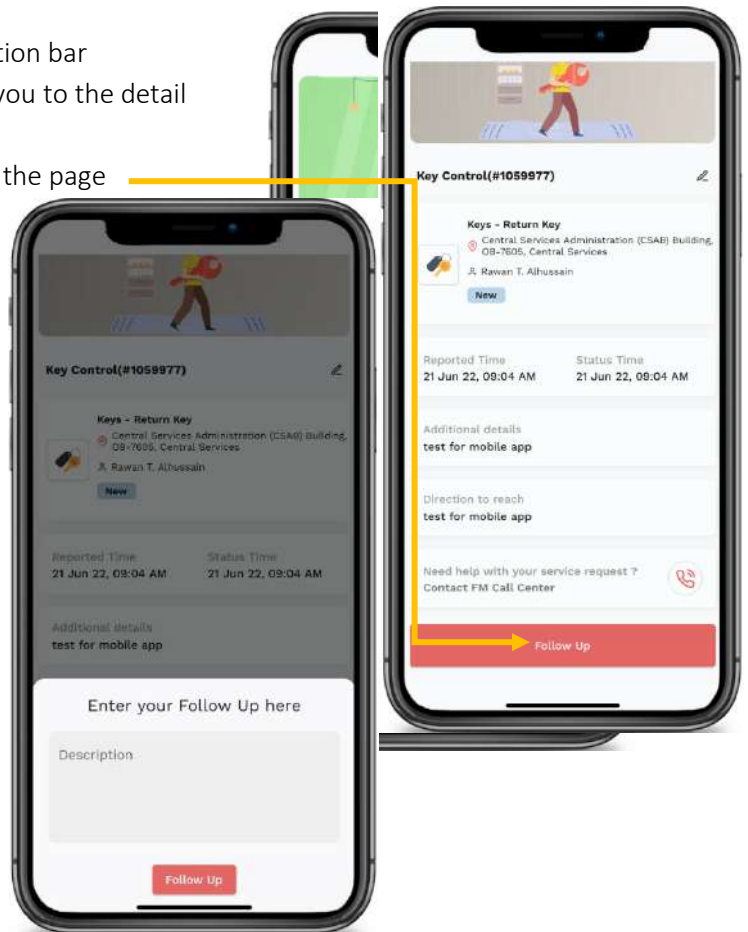 tion bar
you to the detail
the page
Key Control(#1059977)
Keys - Return Key
Central Services Administration (CSAB) Building,
OB-7605, Central Services
Rawan T. Alhussain
New
Reported Time Status Time
21 Jun 22, 09:04 AM 21 Jun 22, 09:04 AM
Additional details
test for mobile app
Direction to reach
test for mobile app
Need help with your service request ?
Contact FM Call Center
Follow Up
Key Control(#1059977)
Keys - Return Key
Central Services Administration (CSAB) Building,
OB-7605, Central Services
Rawan T. Alhussain
New
Reported Time Status Time
21 Jun 22, 09:04 AM 21 Jun 22, 09:04 AM
Additional details
test for mobile app
Enter your Follow Up here
Description
Follow Up